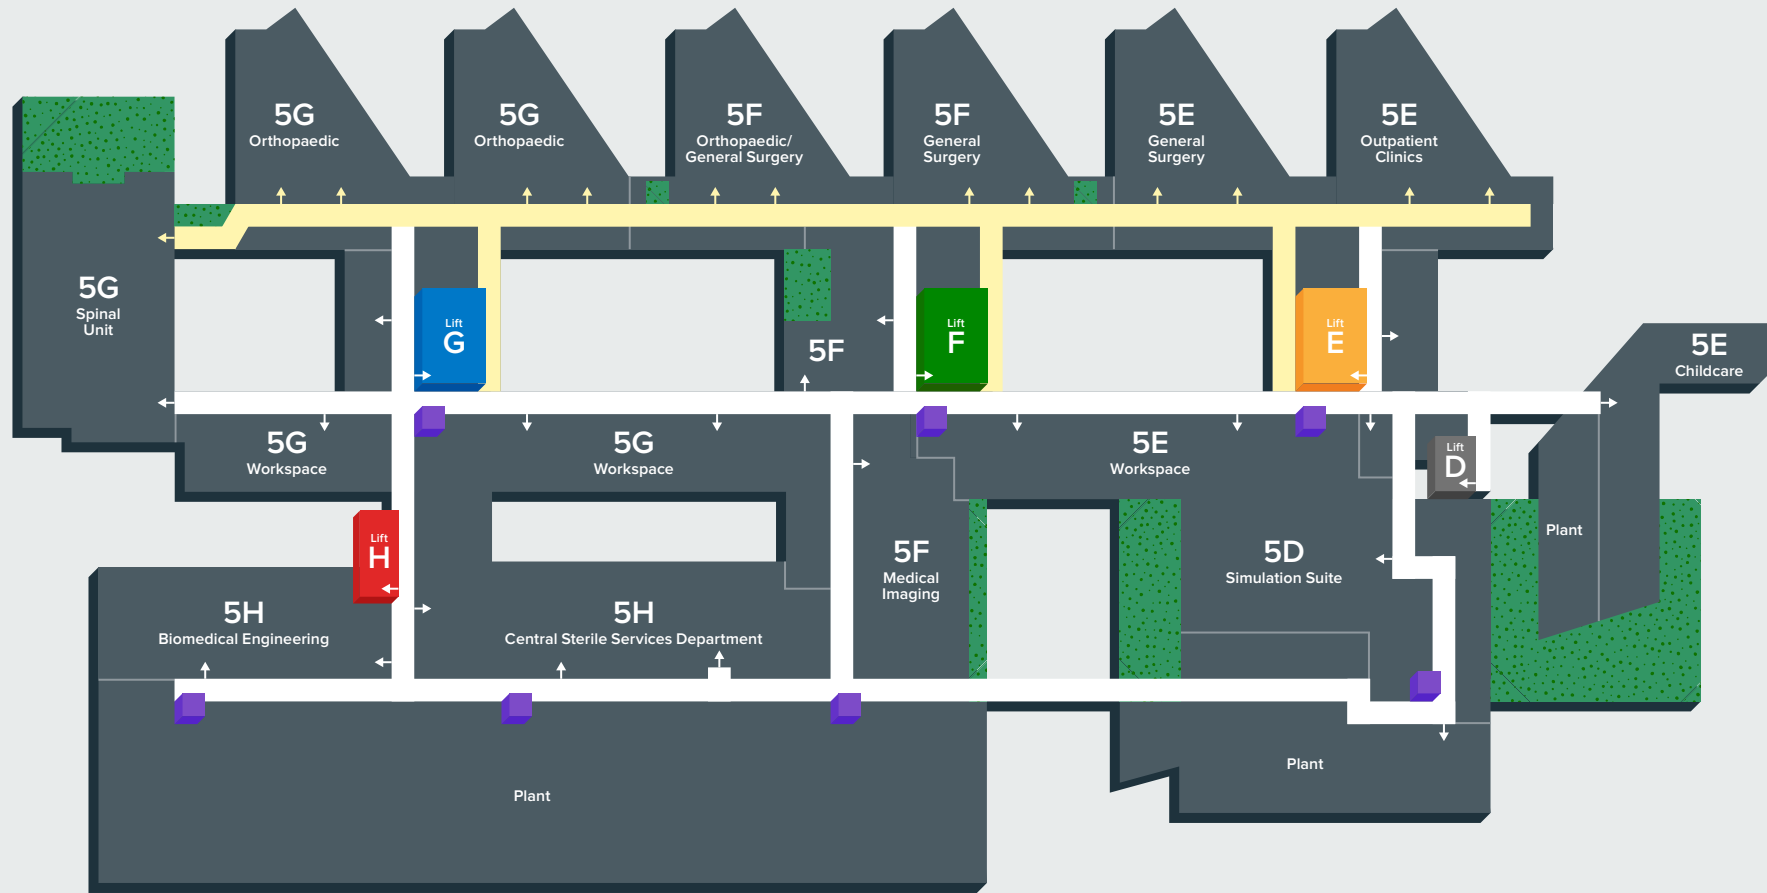 5G
Orthopaedic
5G
Orthopaedic
5F
Orthopaedic/
General Surgery
5F
General
Surgery
5E
General
Surgery
5E
Outpatient
Clinics
5G
Spinal
Unit
Lift
G
5F
Lift
F
Lift
E
5E
Childcare
5G
Workspace
5G
Workspace
5E
Workspace
Lift
D
Lift
H
5F
Medical
Imaging
5D
Simulation Suite
Plant
5H
Biomedical Engineering
5H
Central Sterile Services Department
Plant
Plant